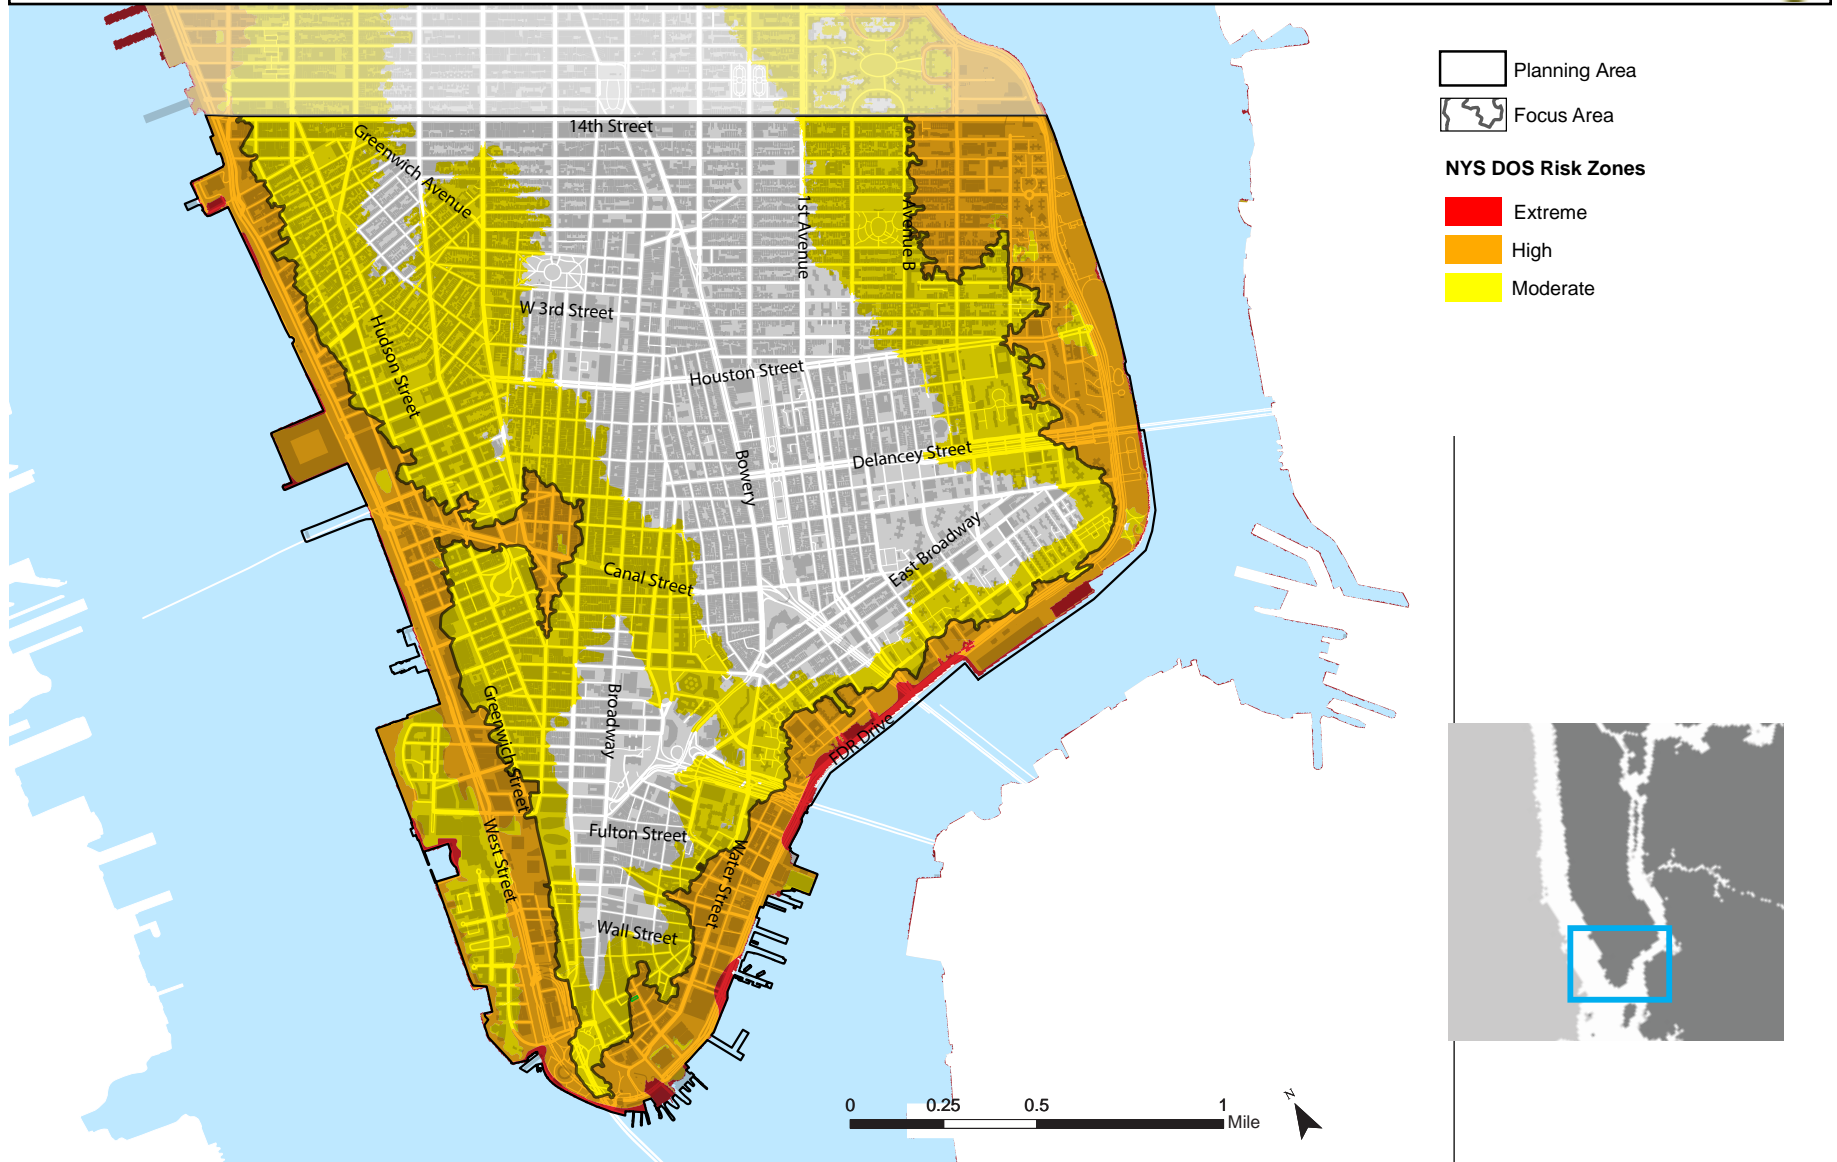 14th Street
Greenwich Avenue
1st Avenue
Avenue B
W 3rd Street
Hudson Street
Houston Street
Bowery
Delancey Street
East Broadway
Canal Street
Broadway
Greenwich Street
FDR Drive
West Street
Fulton Street
Water Street
Wall Street
Planning Area
Focus Area
NYS DOS Risk Zones
Extreme
High
Moderate
0 0.25 0.5 1
Mile
N